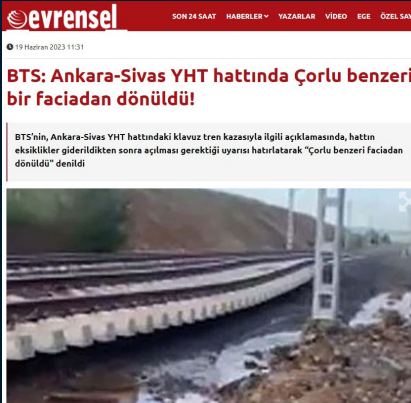 evrensel
SON 24 SAAT HABERLER YAZARLAR VİDEO EGE ÖZEL SAY
19 Haziran 2023 11:31
BTS: Ankara-Sivas YHT hattında Çorlu benzeri
bir faciadan dönüldü!
BTS’nin, Ankara-Sivas YHT hattındaki klavuz tren kazasıyla ilgili açıklamasında, hattın
eksiklikler giderildikten sonra açılması gerektiği uyarısı hatırlatarak “Çorlu benzeri faciadan
dönüldü" denildi